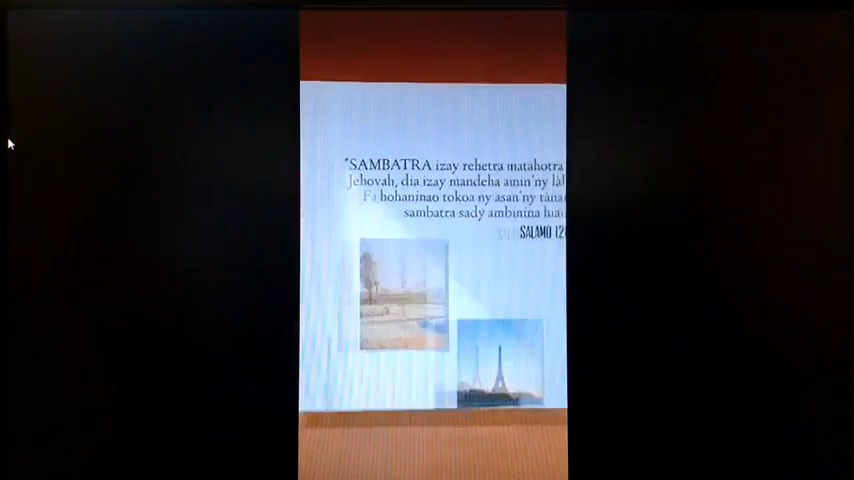 "SAMBATRA izay rehetra matahotra
Jehovah, dia izay mandeha amin'ny
Fa hohaninao tokoa ny asan'ny
sambatra sady ambinina
SALAMO